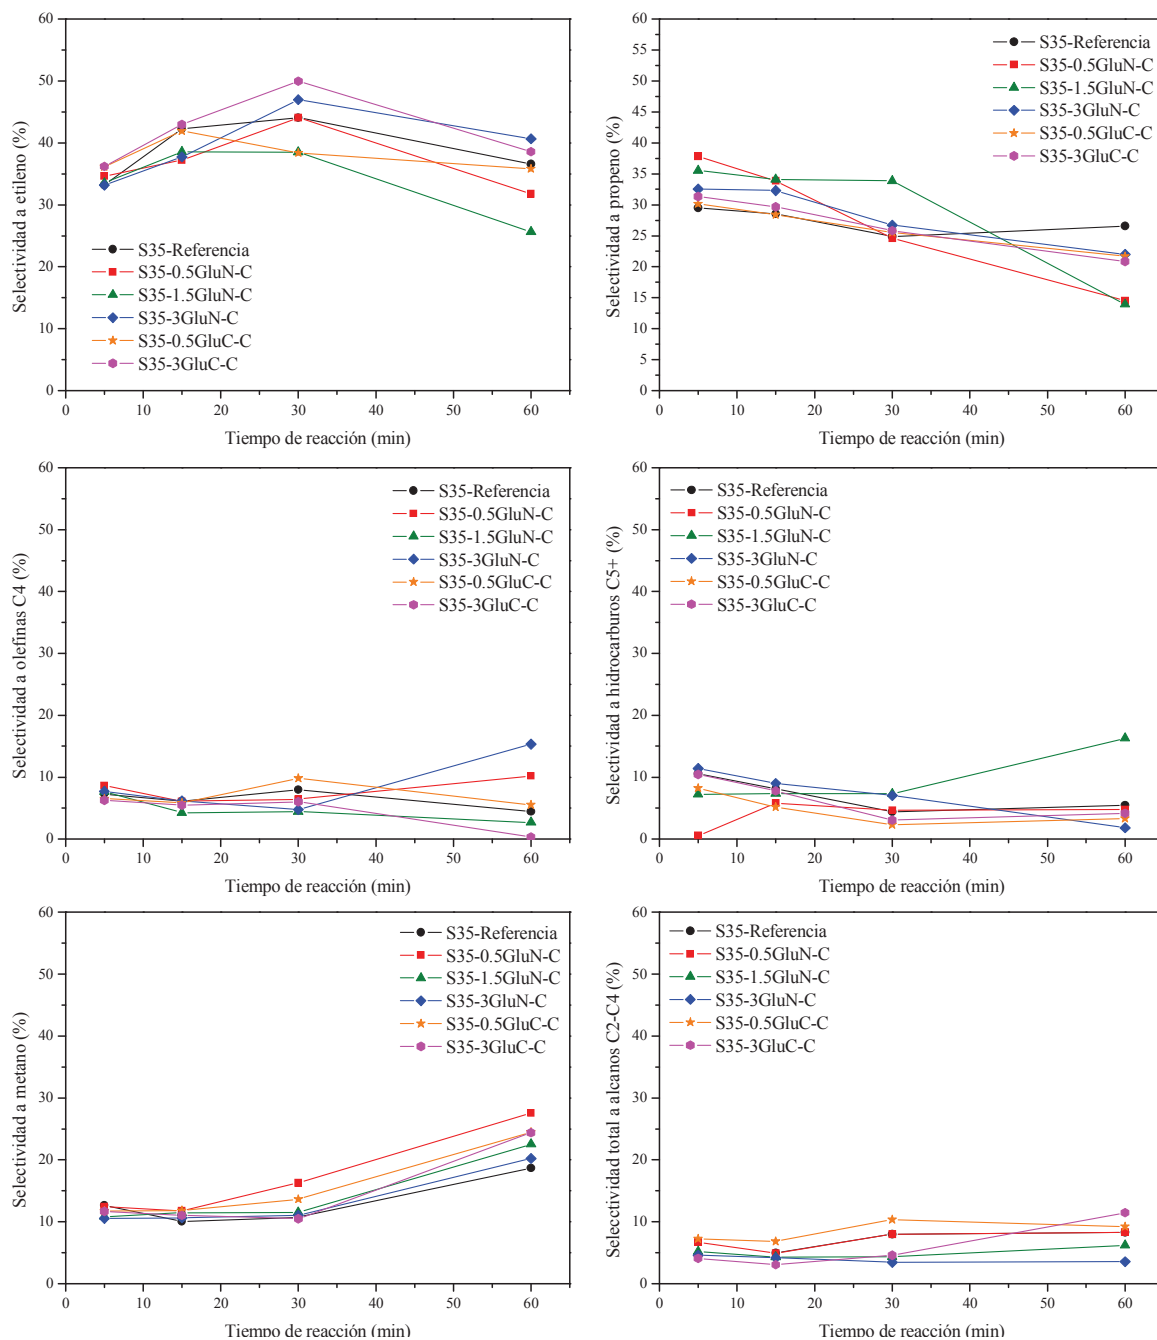 60
50
40
30
20
10
0
Selectividad a etileno (%)
S35-Referencia
S35-0.5GluN-C
S35-1.5GluN-C
S35-3GluN-C
S35-0.5GluC-C
S35-3GluC-C
0 10 20 30 40 50 60
Tiempo de reacción (min)
60
55
50
45
40
35
30
25
20
15
10
5
0
Selectividad a propeno (%)
S35-Referencia
S35-0.5GluN-C
S35-1.5GluN-C
S35-3GluN-C
S35-0.5GluC-C
S35-3GluC-C
0 10 20 30 40 50 60
Tiempo de reacción (min)
60
50
40
30
20
10
0
Selectividad a olefinas C4 (%)
S35-Referencia
S35-0.5GluN-C
S35-1.5GluN-C
S35-3GluN-C
S35-0.5GluC-C
S35-3GluC-C
0 10 20 30 40 50 60
Tiempo de reacción (min)
60
50
40
30
20
10
0
Selectividad a hidrocarburos C5+ (%)
S35-Referencia
S35-0.5GluN-C
S35-1.5GluN-C
S35-3GluN-C
S35-0.5GluC-C
S35-3GluC-C
0 10 20 30 40 50 60
Tiempo de reacción (min)
60
50
40
30
20
10
0
Selectividad a metano (%)
S35-Referencia
S35-0.5GluN-C
S35-1.5GluN-C
S35-3GluN-C
S35-0.5GluC-C
S35-3GluC-C
0 10 20 30 40 50 60
Tiempo de reacción (min)
60
50
40
30
20
10
0
Selecctividad total a alcanos C2-C4 (%)
S35-Referencia
S35-0.5GluN-C
S35-1.5GluN-C
S35-3GluN-C
S35-0.5GluC-C
S35-3GluC-C
0 10 20 30 40 50 60
Tiempo de reacción (min)